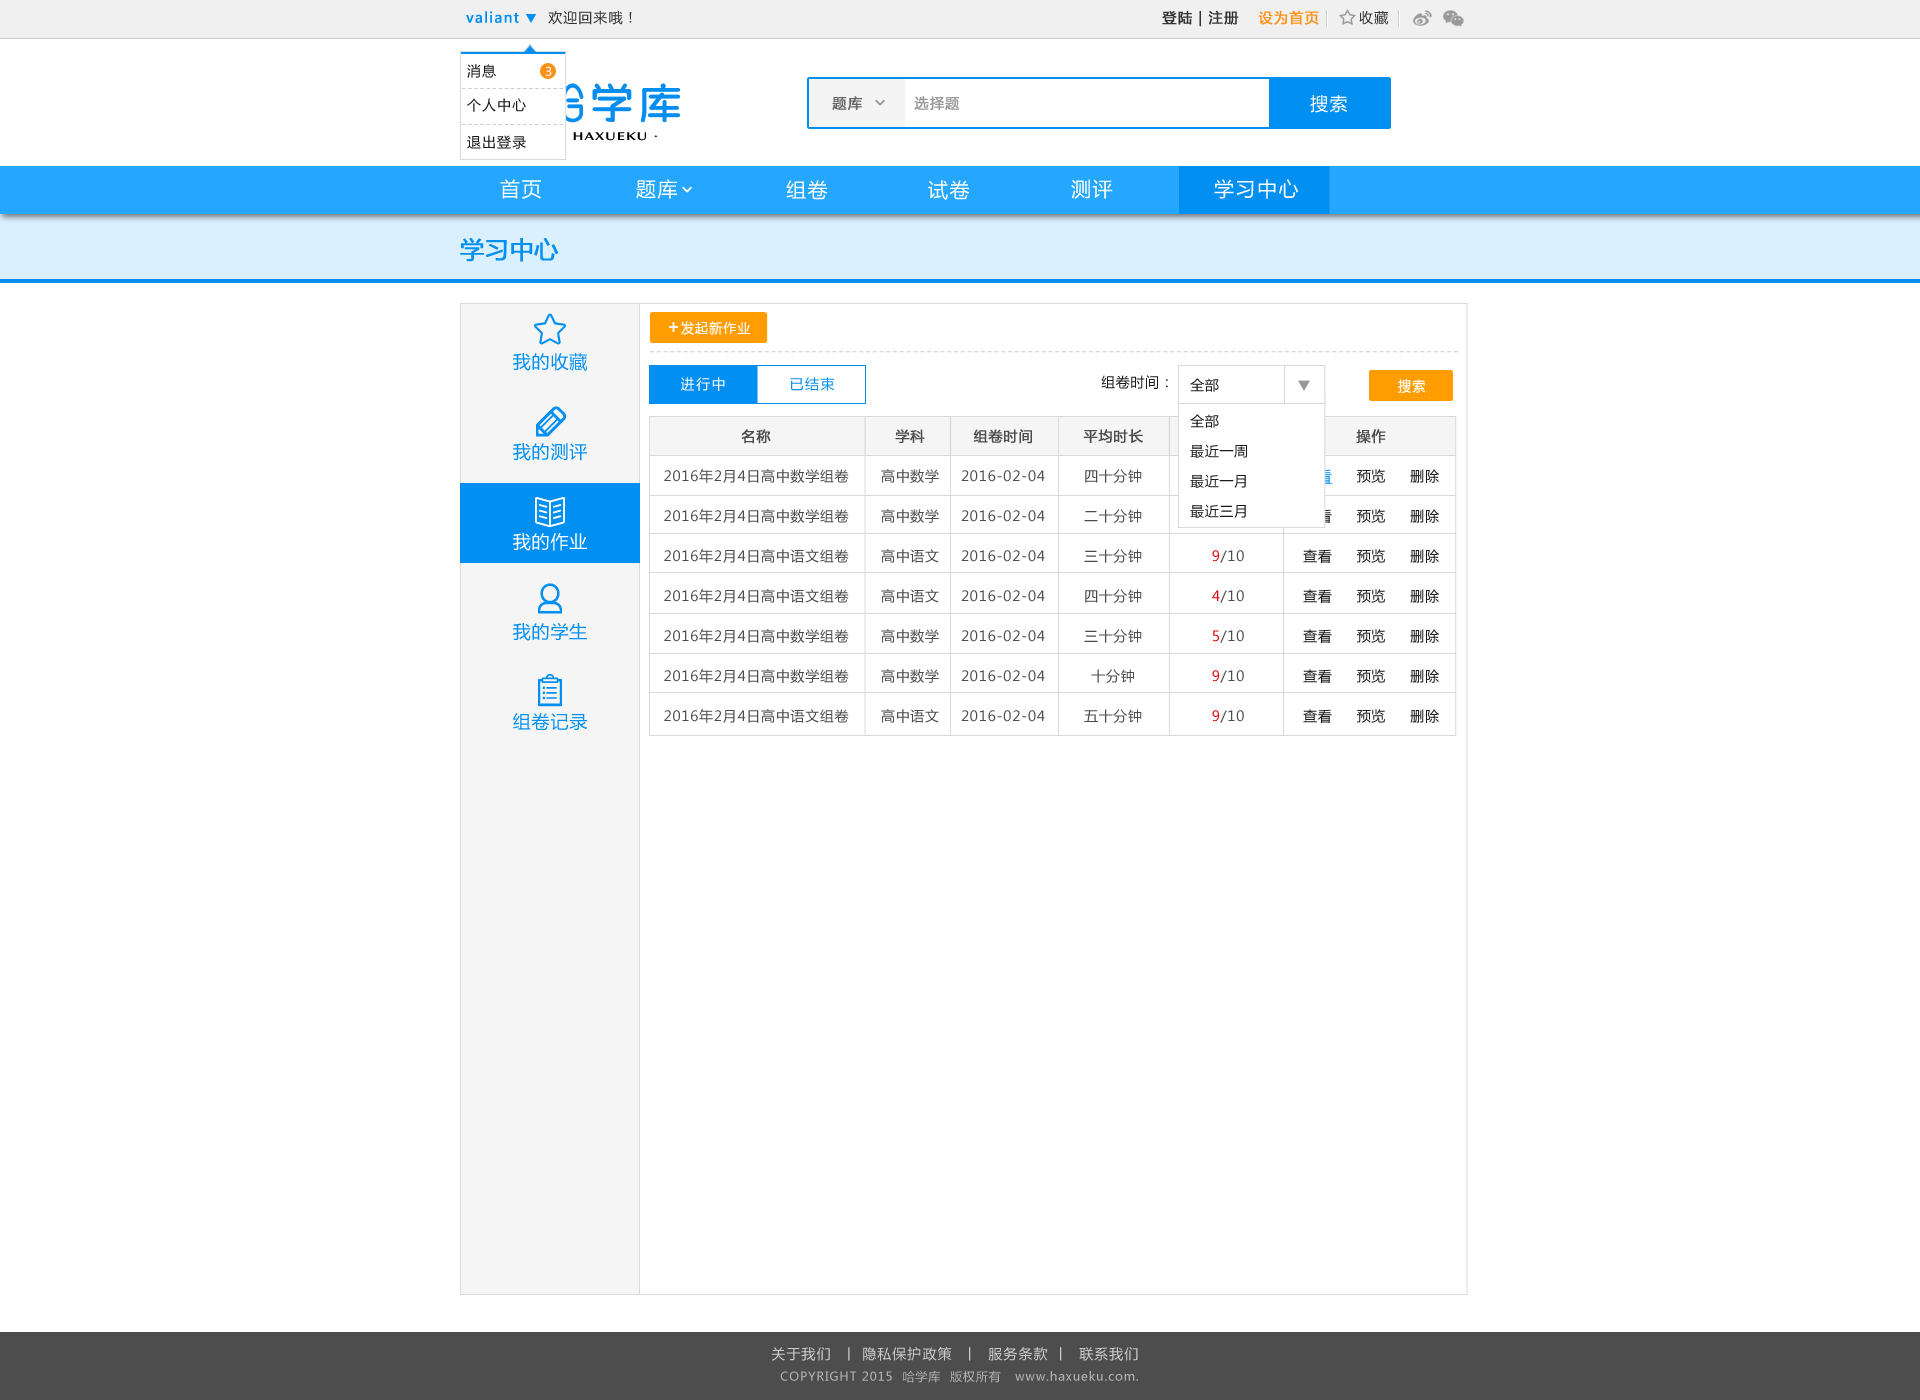 valiant ▼ 欢迎回来哦！ 登陆 | 注册 设为首页 收藏
消息 3
个人中心
退出登录
哈学库
HAXUEKU ·
题库 选择题 搜索
首页 题库 组卷 试卷 测评 学习中心
学习中心
我的收藏
我的测评
我的作业
我的学生
组卷记录
+发起新作业
进行中 已结束 组卷时间： 全部 ▼ 搜索
全部
最近一周
最近一月
最近三月
名称 学科 组卷时间 平均时长 操作
2016年2月4日高中数学组卷 高中数学 2016-02-04 四十分钟 看 预览 删除
2016年2月4日高中数学组卷 高中数学 2016-02-04 二十分钟 看 预览 删除
2016年2月4日高中语文组卷 高中语文 2016-02-04 三十分钟 9/10 查看 预览 删除
2016年2月4日高中语文组卷 高中语文 2016-02-04 四十分钟 4/10 查看 预览 删除
2016年2月4日高中数学组卷 高中数学 2016-02-04 三十分钟 5/10 查看 预览 删除
2016年2月4日高中数学组卷 高中数学 2016-02-04 十分钟 9/10 查看 预览 删除
2016年2月4日高中语文组卷 高中语文 2016-02-04 五十分钟 9/10 查看 预览 删除
关于我们 | 隐私保护政策 | 服务条款 | 联系我们
COPYRIGHT 2015 哈学库 版权所有 www.haxueku.com.